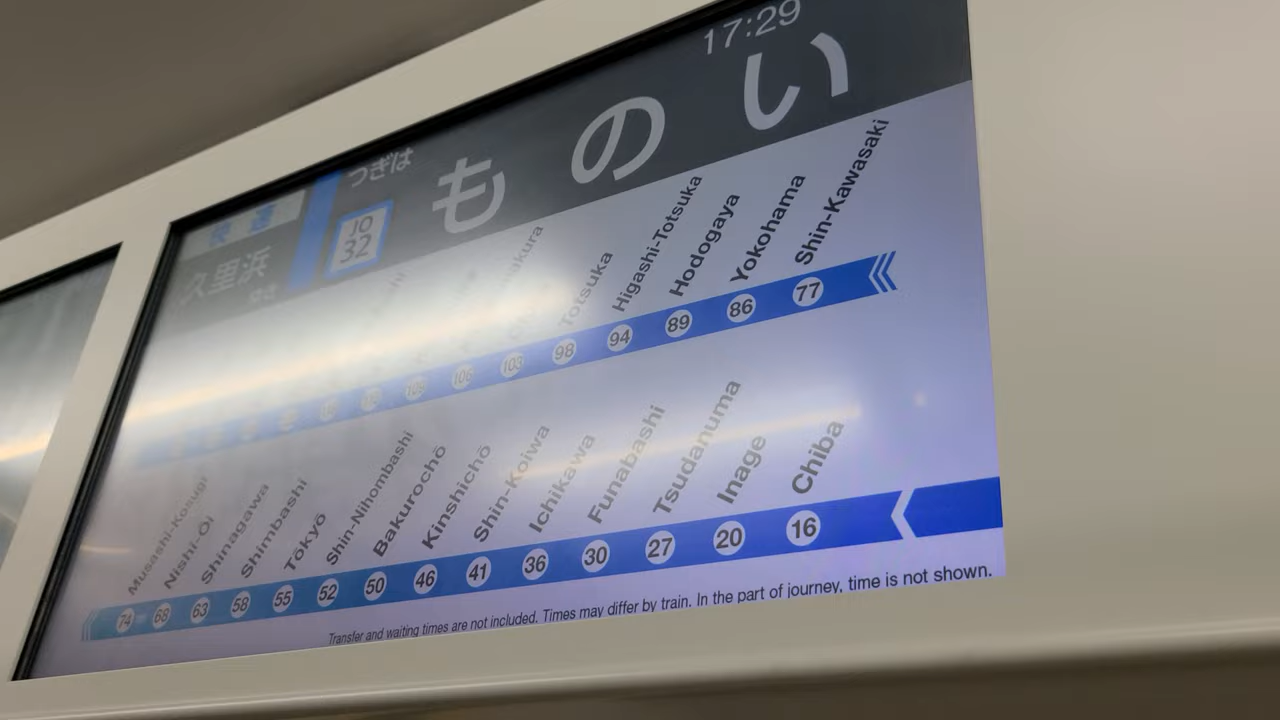 17:29
快速
つぎは
久里浜
JO
32
ものい
Totsuka
Higashi-Totsuka
Hodogaya
Yokohama
Shin-Kawasaki
106 103 98 94 89 86 77
Musashi-Kosugi
Nishi-Ōi
Shinagawa
Shimbashi
Tōkyō
Shin-Nihombashi
Bakurochō
Kinshichō
Shin-Koiwa
Ichikawa
Funabashi
Tsudanuma
Inage
Chiba
74 68 63 58 55 52 50 46 41 36 30 27 20 16
Transfer and waiting times are not included. Times may differ by train. In the part of journey, time is not shown.